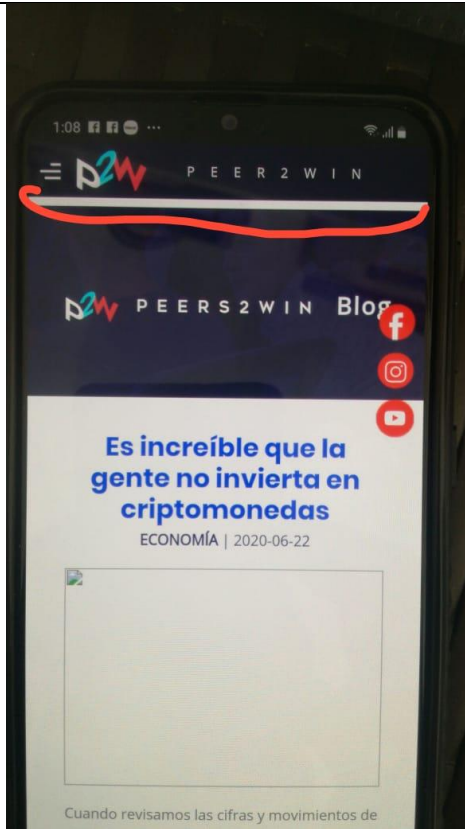 1:08
P2W PEER2WIN
P2W PEERS2WIN Blog
Es increíble que la
gente no invierta en
criptomonedas
ECONOMÍA | 2020-06-22
Cuando revisamos las cifras y movimientos de